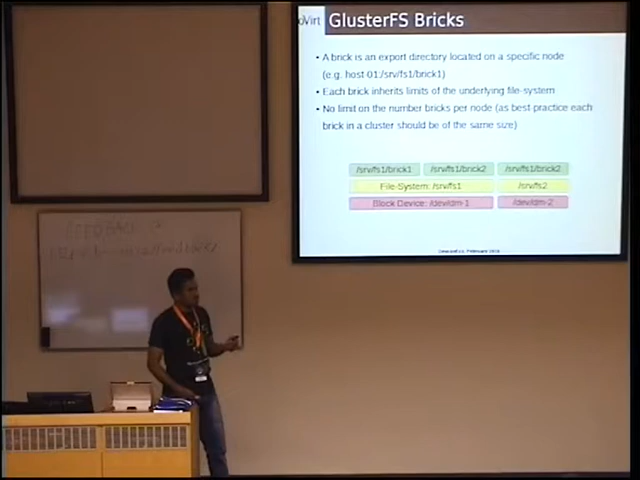 oVirt
GlusterFS Bricks
• A brick is an export directory located on a specific node
(e.g. host 01:/srv/fs1/brick1)
• Each brick inherits limits of the underlying file-system
• No limit on the number bricks per node (as best practice each
brick in a cluster should be of the same size)
/srv/fs1/brick1 /srv/fs1/brick2 /srv/fs1/brick2
File-System: /srv/fs1 /srv/fs2
Block Device: /dev/dm-1 /dev/dm-2
FEEDBACK